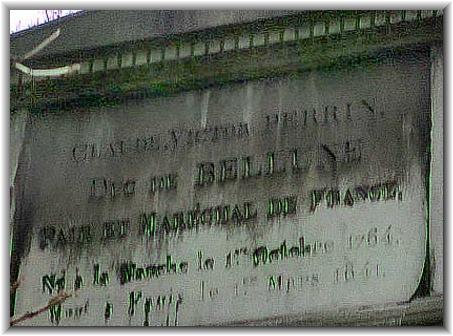 CLAUDE, VICTOR PERRIN,
DUC DE BELLUNE
PAIR ET MARÉCHAL DE FRANCE.
Né à la Marche le 1er Octobre 1764.
Mort à Paris le 1er Mars 1841.